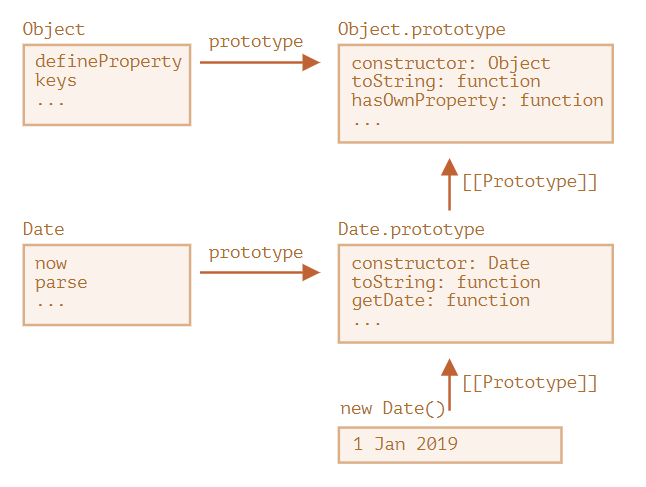 Object
prototype
Object.prototype
defineProperty
keys
...
constructor: Object
toString: function
hasOwnProperty: function
...
[[Prototype]]
Date
prototype
Date.prototype
now
parse
...
constructor: Date
toString: function
getDate: function
...
[[Prototype]]
new Date()
1 Jan 2019